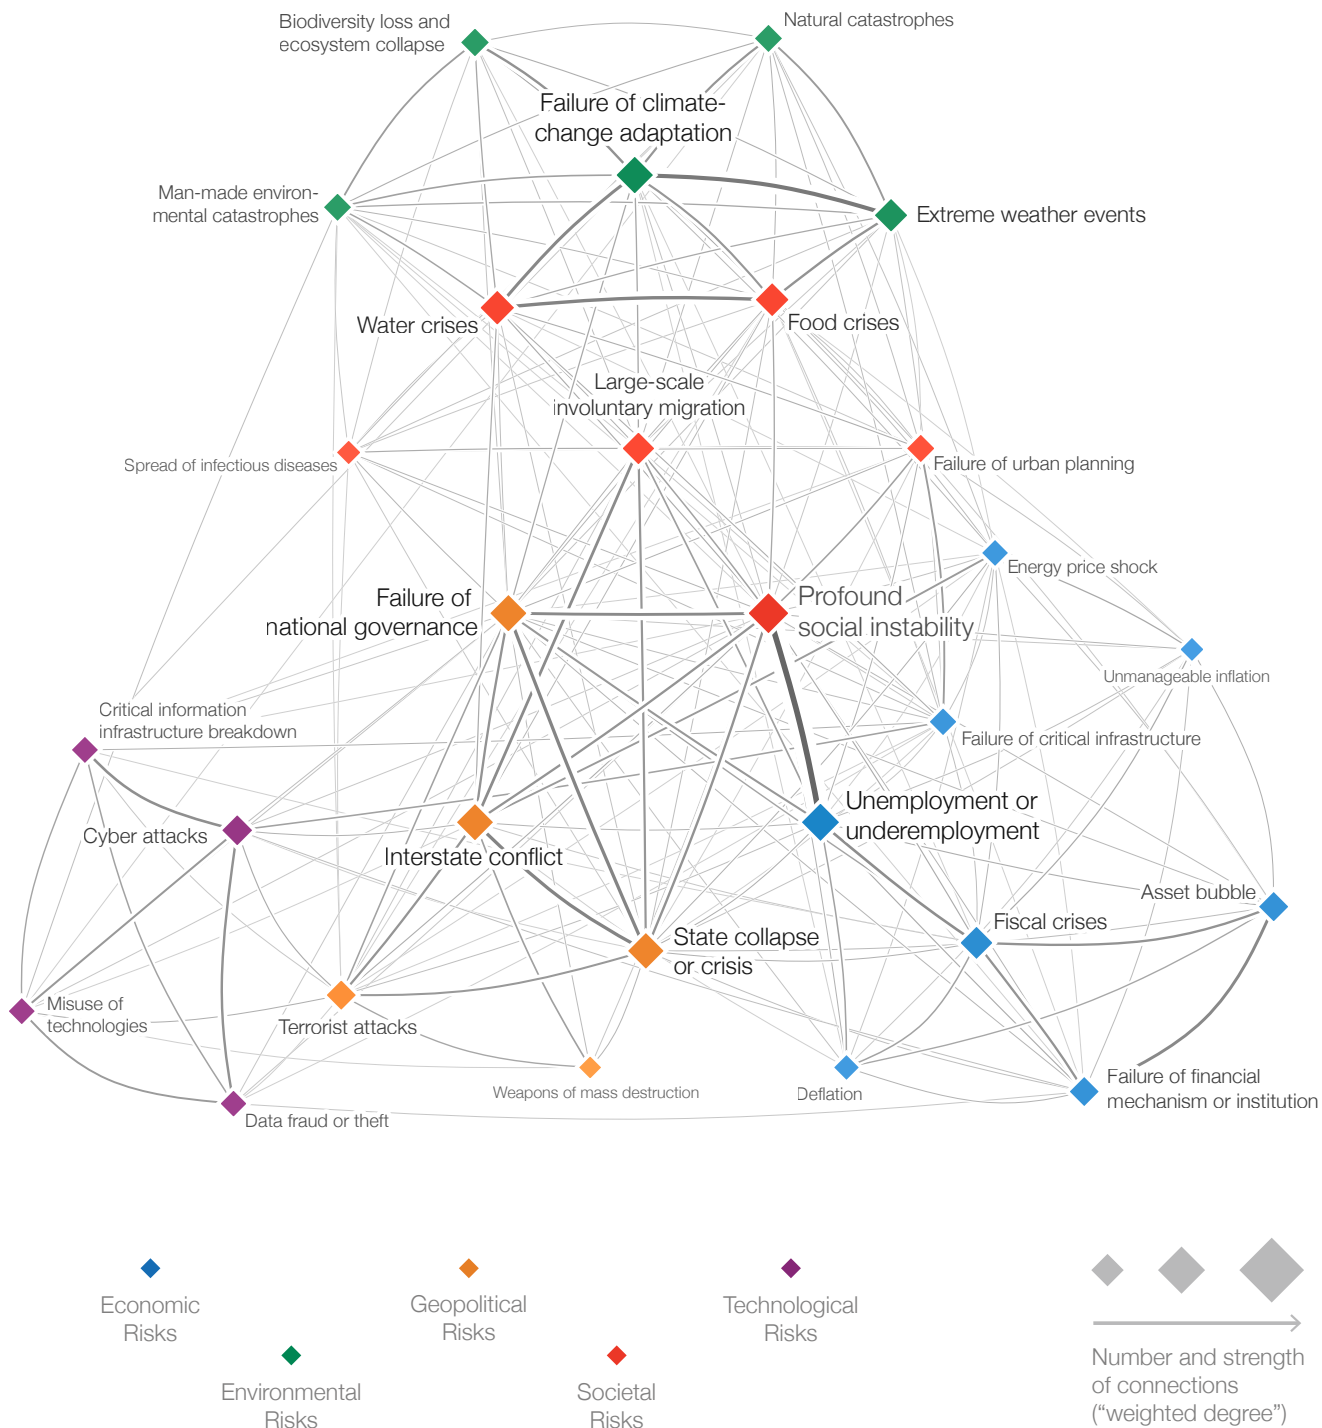 Biodiversity loss and
ecosystem collapse
Natural catastrophes
Failure of climate-
change adaptation
Man-made environ-
mental catastrophes
Extreme weather events
Water crises
Food crises
Large-scale
involuntary migration
Spread of infectious diseases
Failure of urban planning
Energy price shock
Failure of
national governance
Profound
social instability
Unmanageable inflation
Critical information
infrastructure breakdown
Failure of critical infrastructure
Cyber attacks
Interstate conflict
Unemployment or
underemployment
Asset bubble
Fiscal crises
State collapse
or crisis
Misuse of
technologies
Terrorist attacks
Weapons of mass destruction
Deflation
Failure of financial
mechanism or institution
Data fraud or theft
Economic
Risks
Geopolitical
Risks
Technological
Risks
Environmental
Risks
Societal
Risks
Number and strength
of connections
(“weighted degree”)